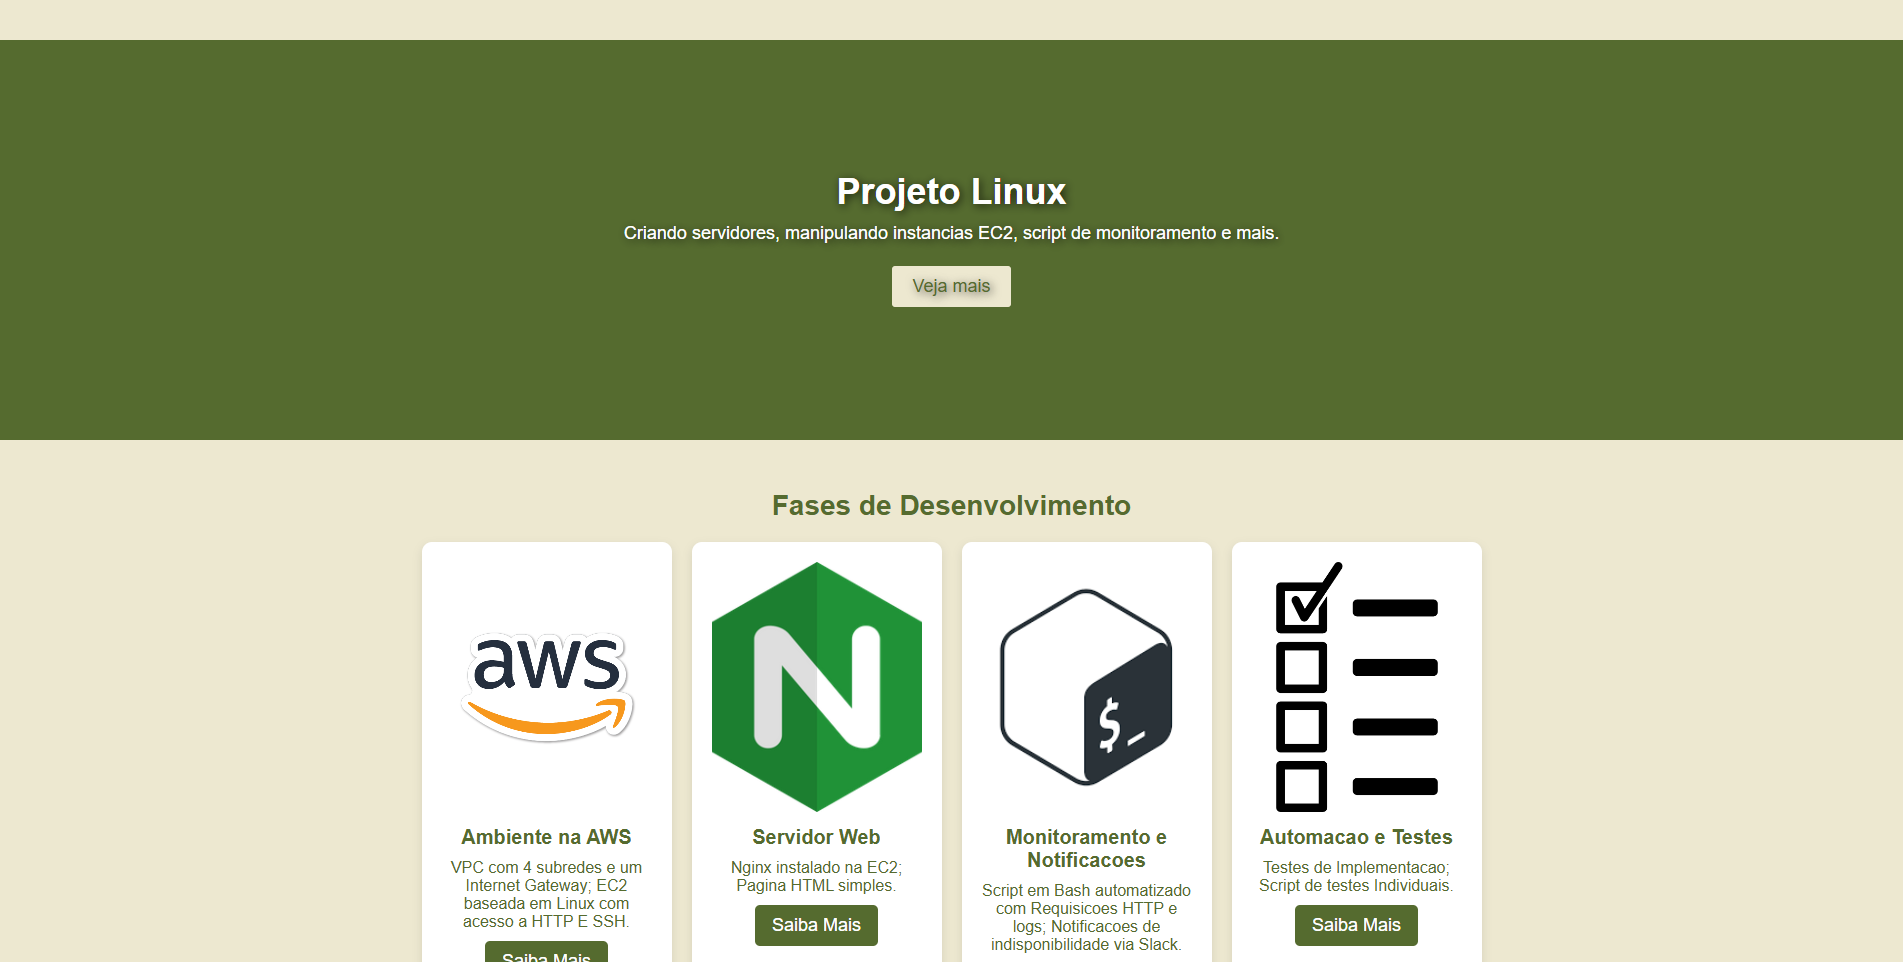 Projeto Linux
Criando servidores, manipulando instancias EC2, script de monitoramento e mais.
Veja mais
Fases de Desenvolvimento
aws
N
$_
Ambiente na AWS
VPC com 4 subredes e um
Internet Gateway; EC2
baseada em Linux com
acesso a HTTP E SSH.
Saiba Mais
Servidor Web
Nginx instalado na EC2;
Pagina HTML simples.
Saiba Mais
Monitoramento e
Notificacoes
Script em Bash automatizado
com Requisicoes HTTP e
logs; Notificacoes de
indisponibilidade via Slack.
Automacao e Testes
Testes de Implementacao;
Script de testes Individuais.
Saiba Mais